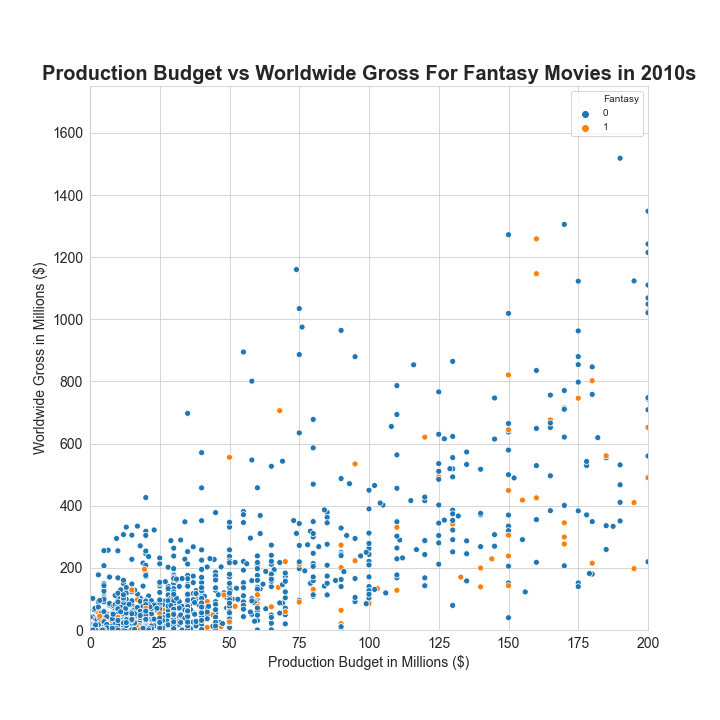 Production Budget vs Worldwide Gross For Fantasy Movies in 2010s
Fantasy
0
1
1600
1400
1200
1000
800
600
400
200
0
Worldwide Gross in Millions ($)
0 25 50 75 100 125 150 175 200
Production Budget in Millions ($)